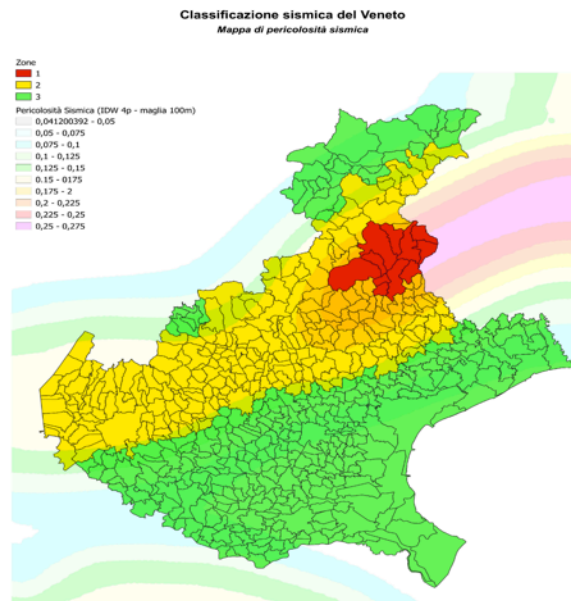 Classificazione sismica del Veneto
Mappa di pericolosità sismica
Zone
1
2
3
Pericolosità Sismica (IDW 4p - maglia 100m)
0,041200392 - 0,05
0,05 - 0,075
0,075 - 0,1
0,1 - 0,125
0,125 - 0,15
0.15 - 0175
0,175 - 2
0,2 - 0,225
0,225 - 0,25
0,25 - 0,275